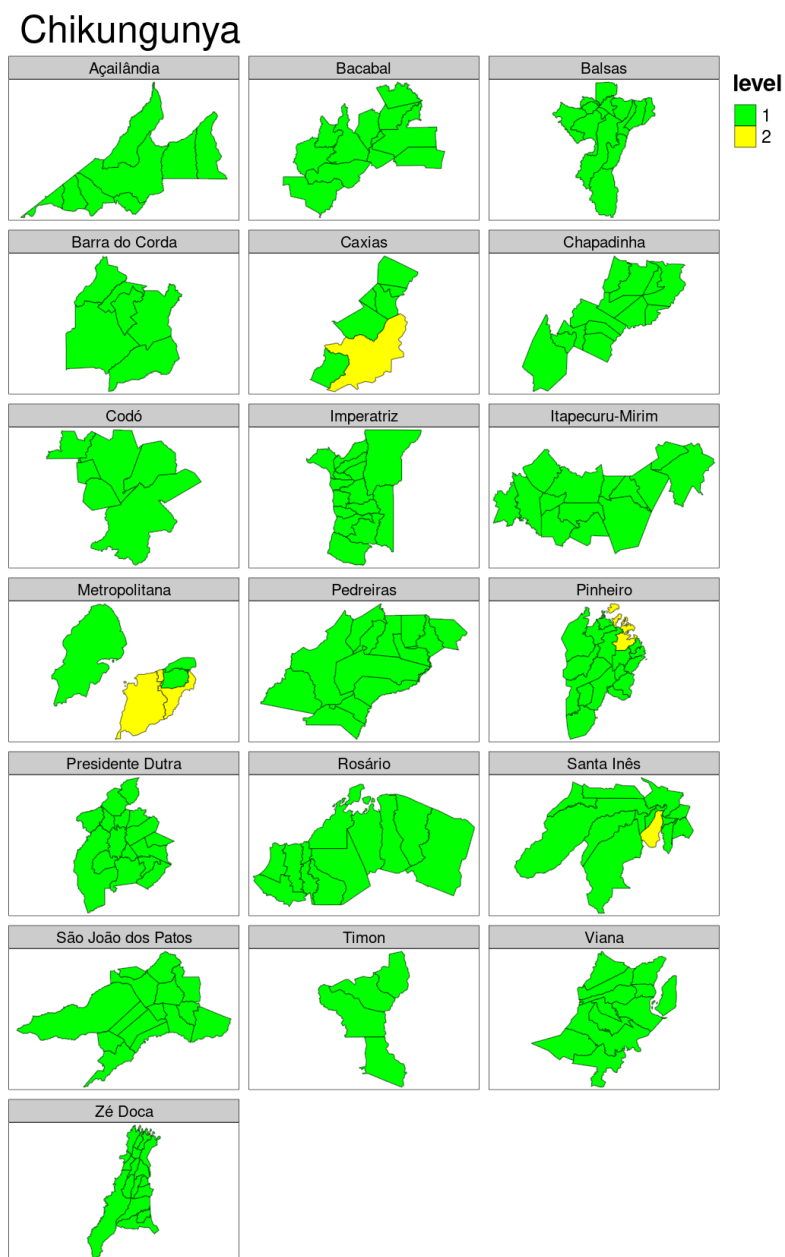 Chikungunya
Açailândia
Bacabal
Balsas
level
1
2
Barra do Corda
Caxias
Chapadinha
Codó
Imperatriz
Itapecuru-Mirim
Metropolitana
Pedreiras
Pinheiro
Presidente Dutra
Rosário
Santa Inês
São João dos Patos
Timon
Viana
Zé Doca